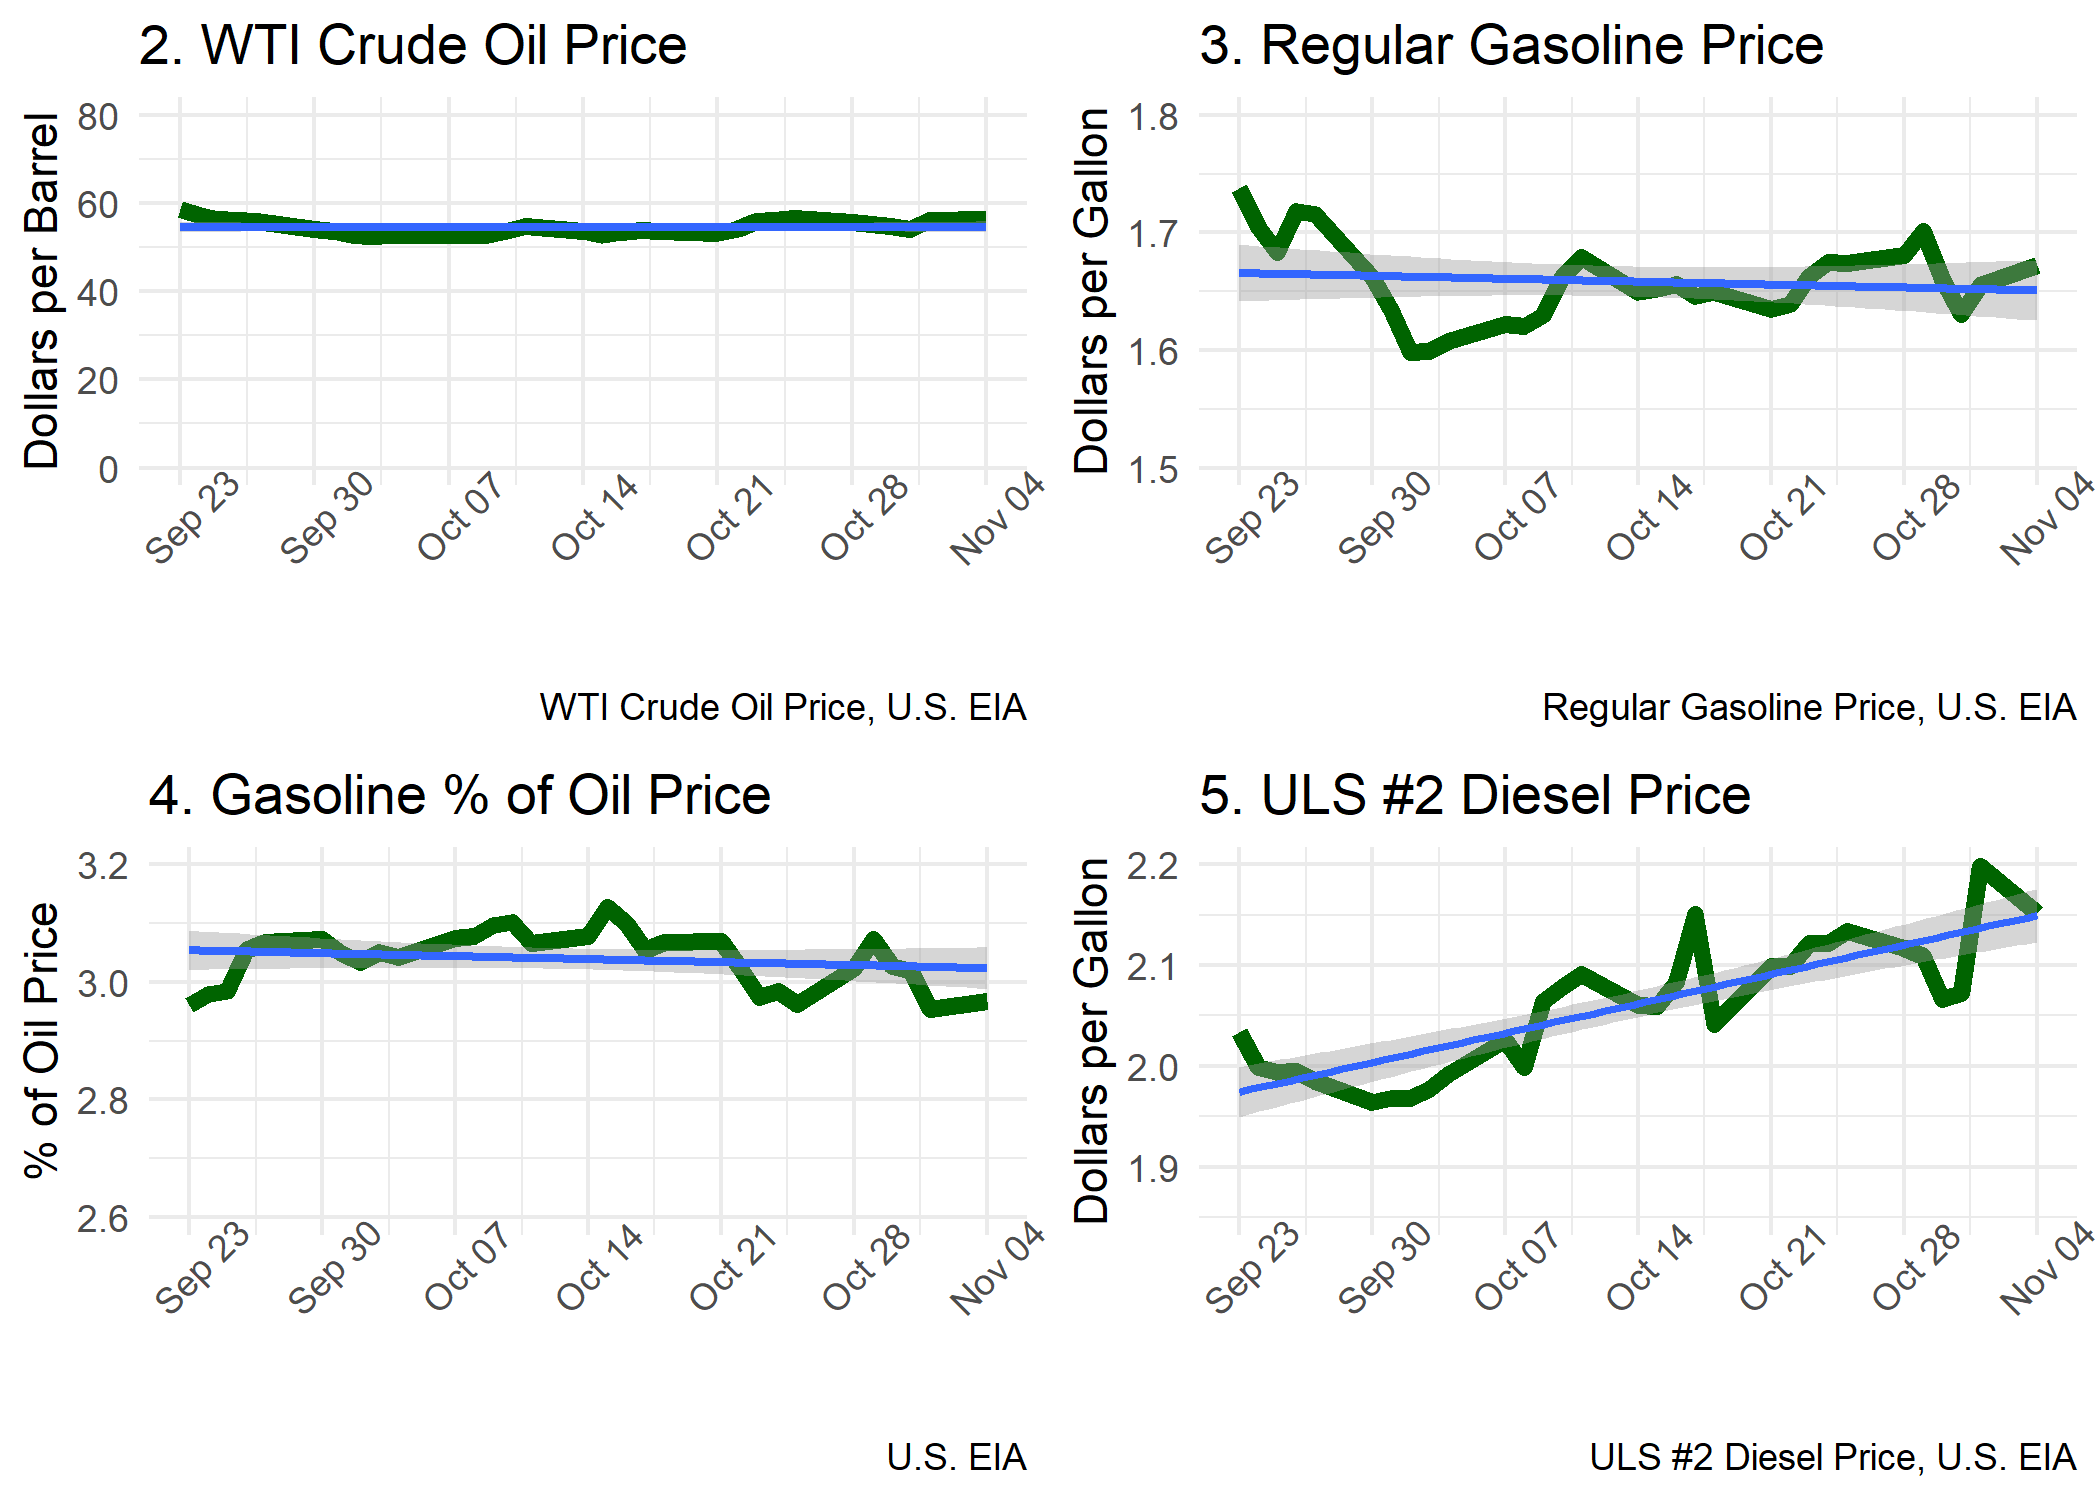 2. WTI Crude Oil Price
Dollars per Barrel
80
60
40
20
0
Sep 23
Sep 30
Oct 07
Oct 14
Oct 21
Oct 28
Nov 04
WTI Crude Oil Price, U.S. EIA
3. Regular Gasoline Price
Dollars per Gallon
1.8
1.7
1.6
1.5
Sep 23
Sep 30
Oct 07
Oct 14
Oct 21
Oct 28
Nov 04
Regular Gasoline Price, U.S. EIA
4. Gasoline % of Oil Price
% of Oil Price
3.2
3.0
2.8
2.6
Sep 23
Sep 30
Oct 07
Oct 14
Oct 21
Oct 28
Nov 04
U.S. EIA
5. ULS #2 Diesel Price
Dollars per Gallon
2.2
2.1
2.0
1.9
Sep 23
Sep 30
Oct 07
Oct 14
Oct 21
Oct 28
Nov 04
ULS #2 Diesel Price, U.S. EIA